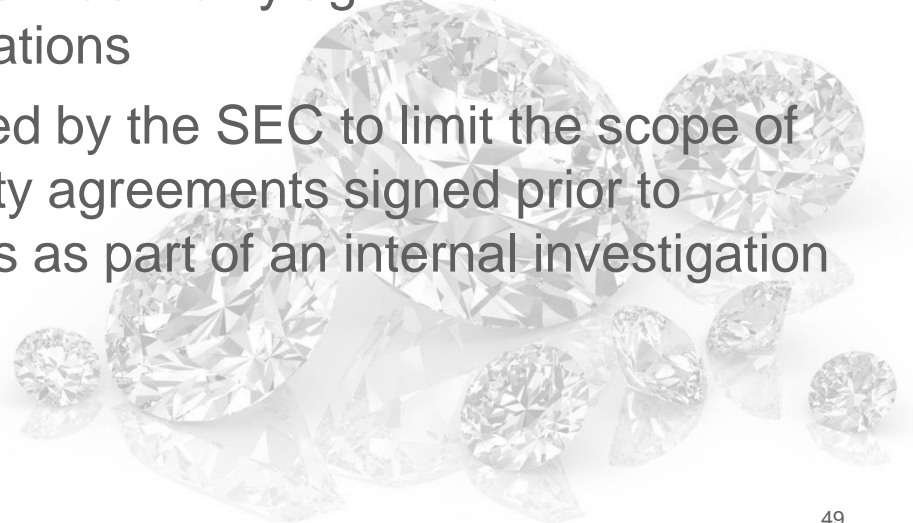 ations
ed by the SEC to limit the scope of
ty agreements signed prior to
s as part of an internal investigation
49